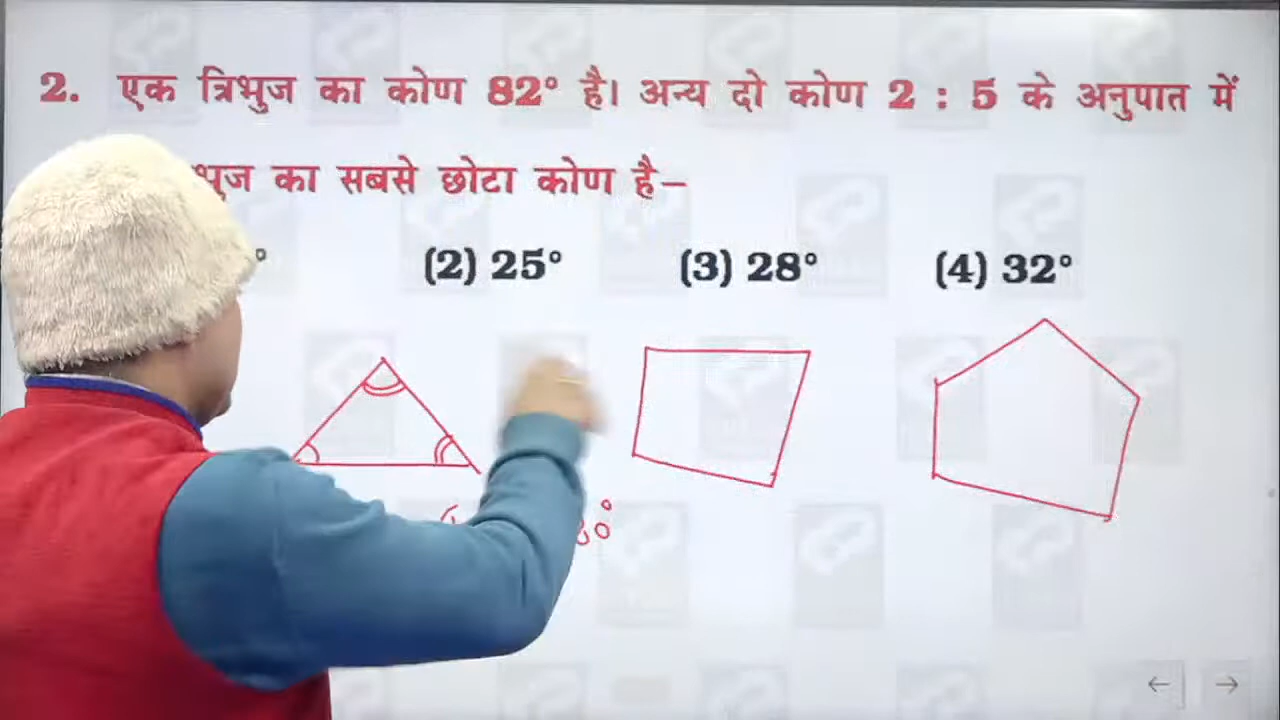 2. एक त्रिभुज का कोण 82° है। अन्य दो कोण 2 : 5 के अनुपात में
का सबसे छोटा कोण है–
(2) 25° (3) 28° (4) 32°